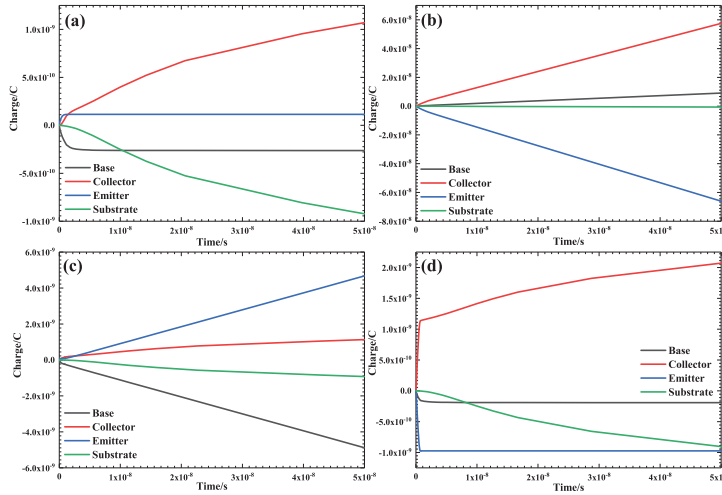 (a)
Charge/C
1.0x10⁻⁹
5.0x10⁻¹⁰
0.0
-5.0x10⁻¹⁰
-1.0x10⁻⁹
Base
Collector
Emitter
Substrate
0 1x10⁻⁸ 2x10⁻⁸ 3x10⁻⁸ 4x10⁻⁸ 5x10⁻⁸
Time/s
(b)
Charge/C
6.0x10⁻⁸
4.0x10⁻⁸
2.0x10⁻⁸
0.0
-2.0x10⁻⁸
-4.0x10⁻⁸
-6.0x10⁻⁸
-8.0x10⁻⁸
Base
Collector
Emitter
Substrate
0 1x10⁻⁸ 2x10⁻⁸ 3x10⁻⁸ 4x10⁻⁸ 5x10⁻⁸
Time/s
(c)
Charge/C
6.0x10⁻⁹
4.0x10⁻⁹
2.0x10⁻⁹
0.0
-2.0x10⁻⁹
-4.0x10⁻⁹
-6.0x10⁻⁹
Base
Collector
Emitter
Substrate
0 1x10⁻⁸ 2x10⁻⁸ 3x10⁻⁸ 4x10⁻⁸ 5x10⁻⁸
Time/s
(d)
Charge/C
2.0x10⁻⁹
1.5x10⁻⁹
1.0x10⁻⁹
5.0x10⁻¹⁰
0.0
-5.0x10⁻¹⁰
-1.0x10⁻⁹
Base
Collector
Emitter
Substrate
0 1x10⁻⁸ 2x10⁻⁸ 3x10⁻⁸ 4x10⁻⁸ 5x10⁻⁸
Time/s